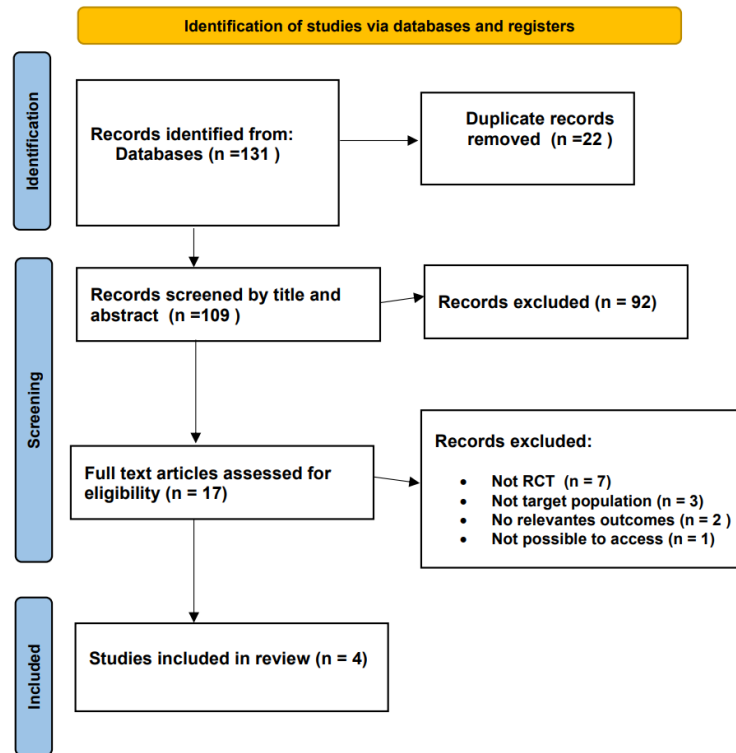 Identification of studies via databases and registers
Identification
Records identified from:
Databases (n =131 )
Duplicate records
removed (n =22 )
Screening
Records screened by title and
abstract (n =109 )
Records excluded (n = 92)
Full text articles assessed for
eligibility (n = 17)
Records excluded:
• Not RCT (n = 7)
• Not target population (n = 3)
• No relevantes outcomes (n = 2 )
• Not possible to access (n = 1)
Included
Studies included in review (n = 4)